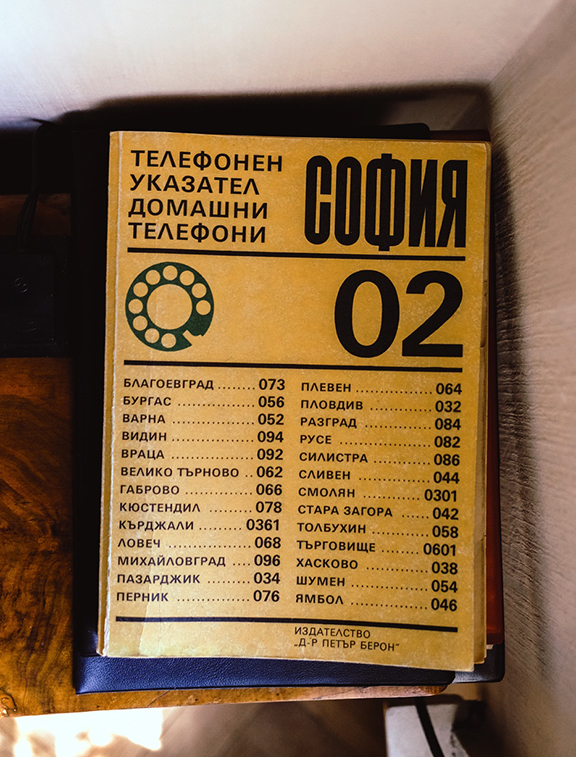 ТЕЛЕФОНЕН
УКАЗАТЕЛ
ДОМАШНИ
ТЕЛЕФОНИ
СОФИЯ
02
БЛАГОЕВГРАД ........ 073
БУРГАС ................ 056
ВАРНА ................. 052
ВИДИН ................. 094
ВРАЦА ................. 092
ВЕЛИКО ТЪРНОВО .. 062
ГАБРОВО ............. 066
КЮСТЕНДИЛ ........ 078
КЪРДЖАЛИ ......... 0361
ЛОВЕЧ ................. 068
МИХАЙЛОВГРАД .... 096
ПАЗАРДЖИК ......... 034
ПЕРНИК ............... 076
ПЛЕВЕН ................ 064
ПЛОВДИВ .............. 032
РАЗГРАД ............... 084
РУСЕ .................... 082
СИЛИСТРА ............ 086
СЛИВЕН ................ 044
СМОЛЯН ............. 0301
СТАРА ЗАГОРА ...... 042
ТОЛБУХИН ............ 058
ТЪРГОВИЩЕ ........ 0601
ХАСКОВО .............. 038
ШУМЕН ................ 054
ЯМБОЛ ................. 046
ИЗДАТЕЛСТВО
„Д-Р ПЕТЪР БЕРОН"